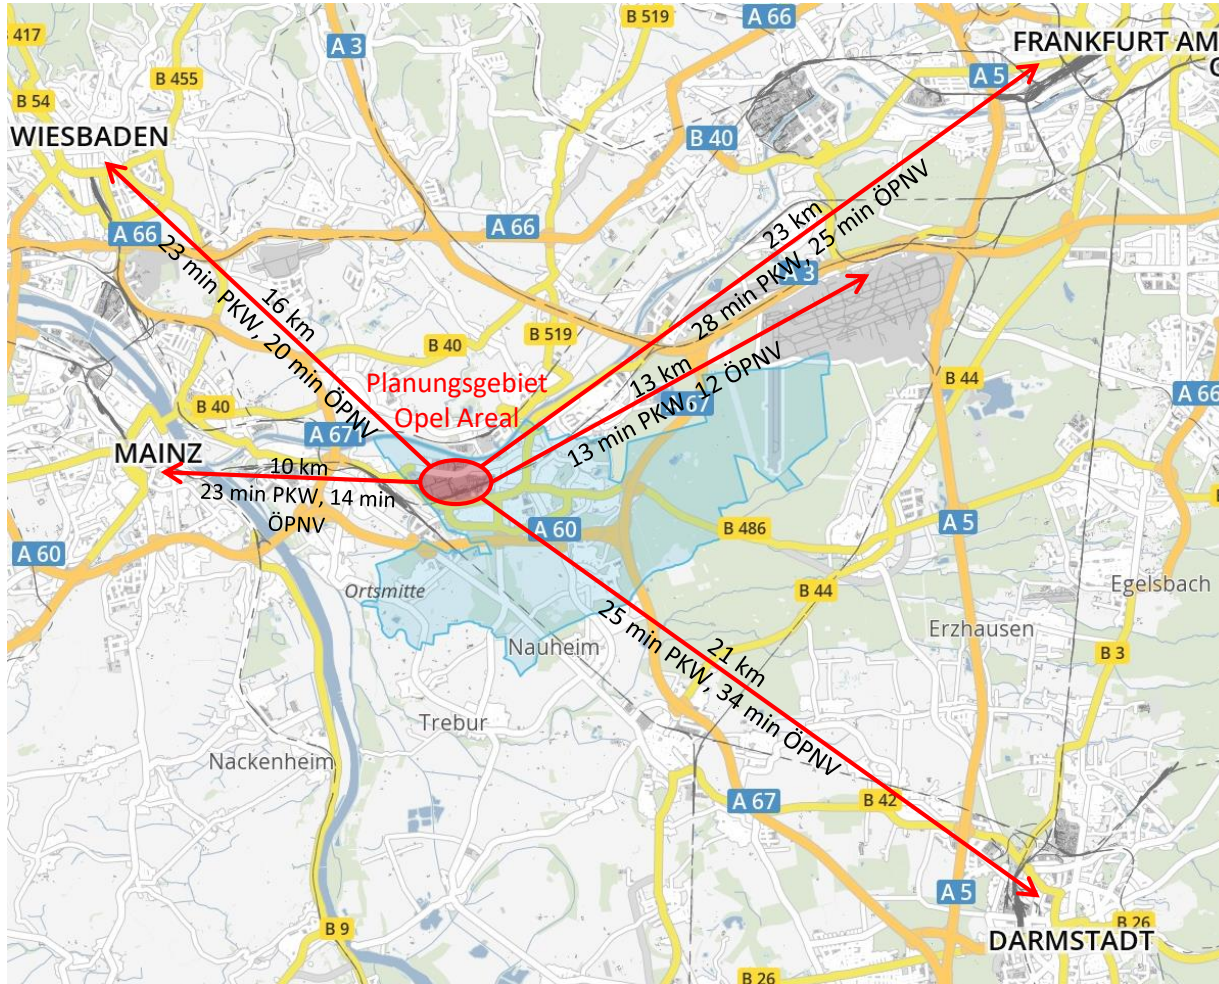 B 519
A 66
417
A 3
FRANKFURT AM
B 455
A 5
B 54
WIESBADEN
B 40
A 66
A 66
23 km
28 min PKW, 25 min ÖPNV
A 3
16 km
23 min PKW, 20 min ÖPNV
B 519
B 40
Planungsgebiet
Opel Areal
13 km
13 min PKW, 12 ÖPNV
67
B 44
A 66
B 40
A 67
MAINZ
10 km
23 min PKW, 14 min
ÖPNV
A 60
B 486
A 5
A 60
Ortsmitte
B 44
Egelsbach
Nauheim
Erzhausen
B 3
21 km
25 min PKW, 34 min ÖPNV
Trebur
Nackenheim
A 67
B 42
A 5
B 9
B 26
DARMSTADT
B 26